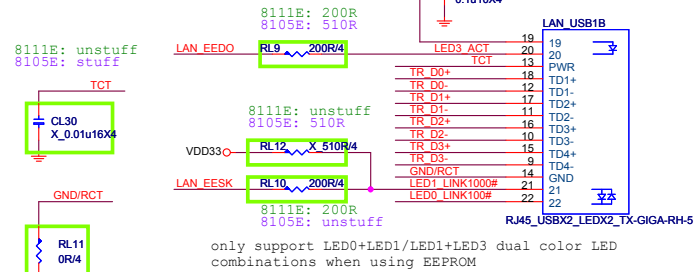 0.1u16X4
8111E: 200R
8105E: 510R
LAN_USB1B
8111E: unstuff
8105E: stuff
LAN_EEDO
RL9
200R/4
LED3_ACT
TCT
TR_D0+
TR_D0-
TR_D1+
TR_D1-
TR_D2+
TR_D2-
TR_D3+
TR_D3-
GND/RCT
LED1_LINK1000#
LED0_LINK100#
19 19
20 20
13 PWR
18 TD1+
12 TD1-
17 TD2+
11 TD2-
16 TD3+
10 TD3-
15 TD4+
9 TD4-
14 GND
21 21
22 22
RJ45_USBX2_LEDX2_TX-GIGA-RH-5
TCT
CL30
X_0.01u16X4
8111E: unstuff
8105E: 510R
VDD33
RL12
X_510R/4
LAN_EESK
RL10
200R/4
8111E: 200R
8105E: unstuff
GND/RCT
RL11
0R/4
only support LED0+LED1/LED1+LED3 dual color LED
combinations when using EEPROM